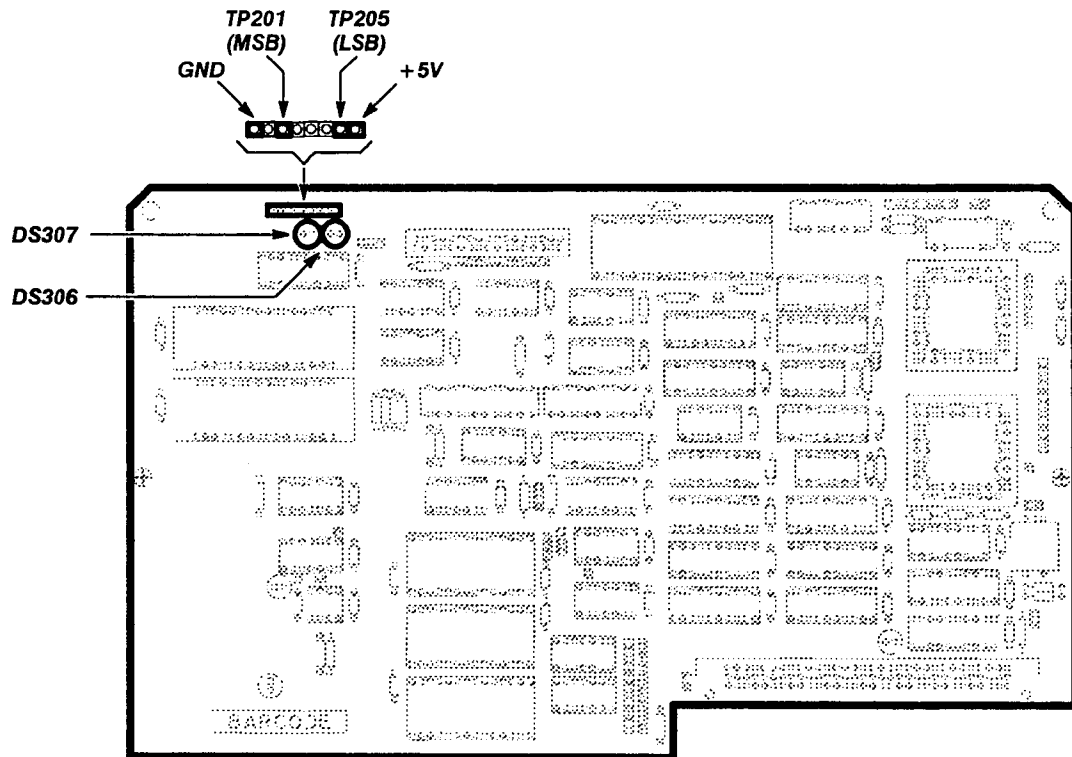 TP201 TP205
(MSB) (LSB)
GND +5V
DS307
DS306
BARCODE